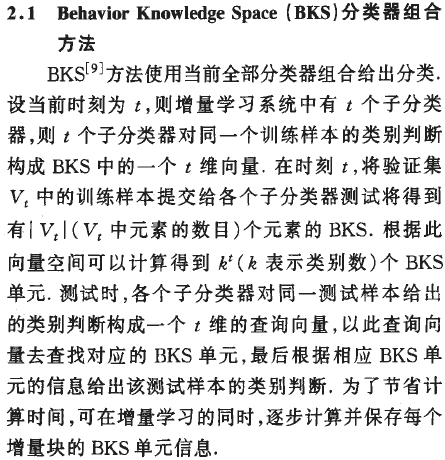 2.1 Behavior Knowledge Space (BKS)分类器组合
方法
BKS[9]方法使用当前全部分类器组合给出分类.
设当前时刻为 t,则增量学习系统中有 t 个子分类
器,则 t 个子分类器对同一个训练样本的类别判断
构成 BKS 中的一个 t 维向量. 在时刻 t,将验证集
Vt 中的训练样本提交给各个子分类器测试将得到
有|Vt|(Vt 中元素的数目)个元素的 BKS. 根据此
向量空间可以计算得到 k^t(k 表示类别数)个 BKS
单元. 测试时,各个子分类器对同一测试样本给出
的类别判断构成一个 t 维的查询向量,以此查询向
量去查找对应的 BKS 单元,最后根据相应 BKS 单
元的信息给出该测试样本的类别判断. 为了节省计
算时间,可在增量学习的同时,逐步计算并保存每个
增量块的 BKS 单元信息.